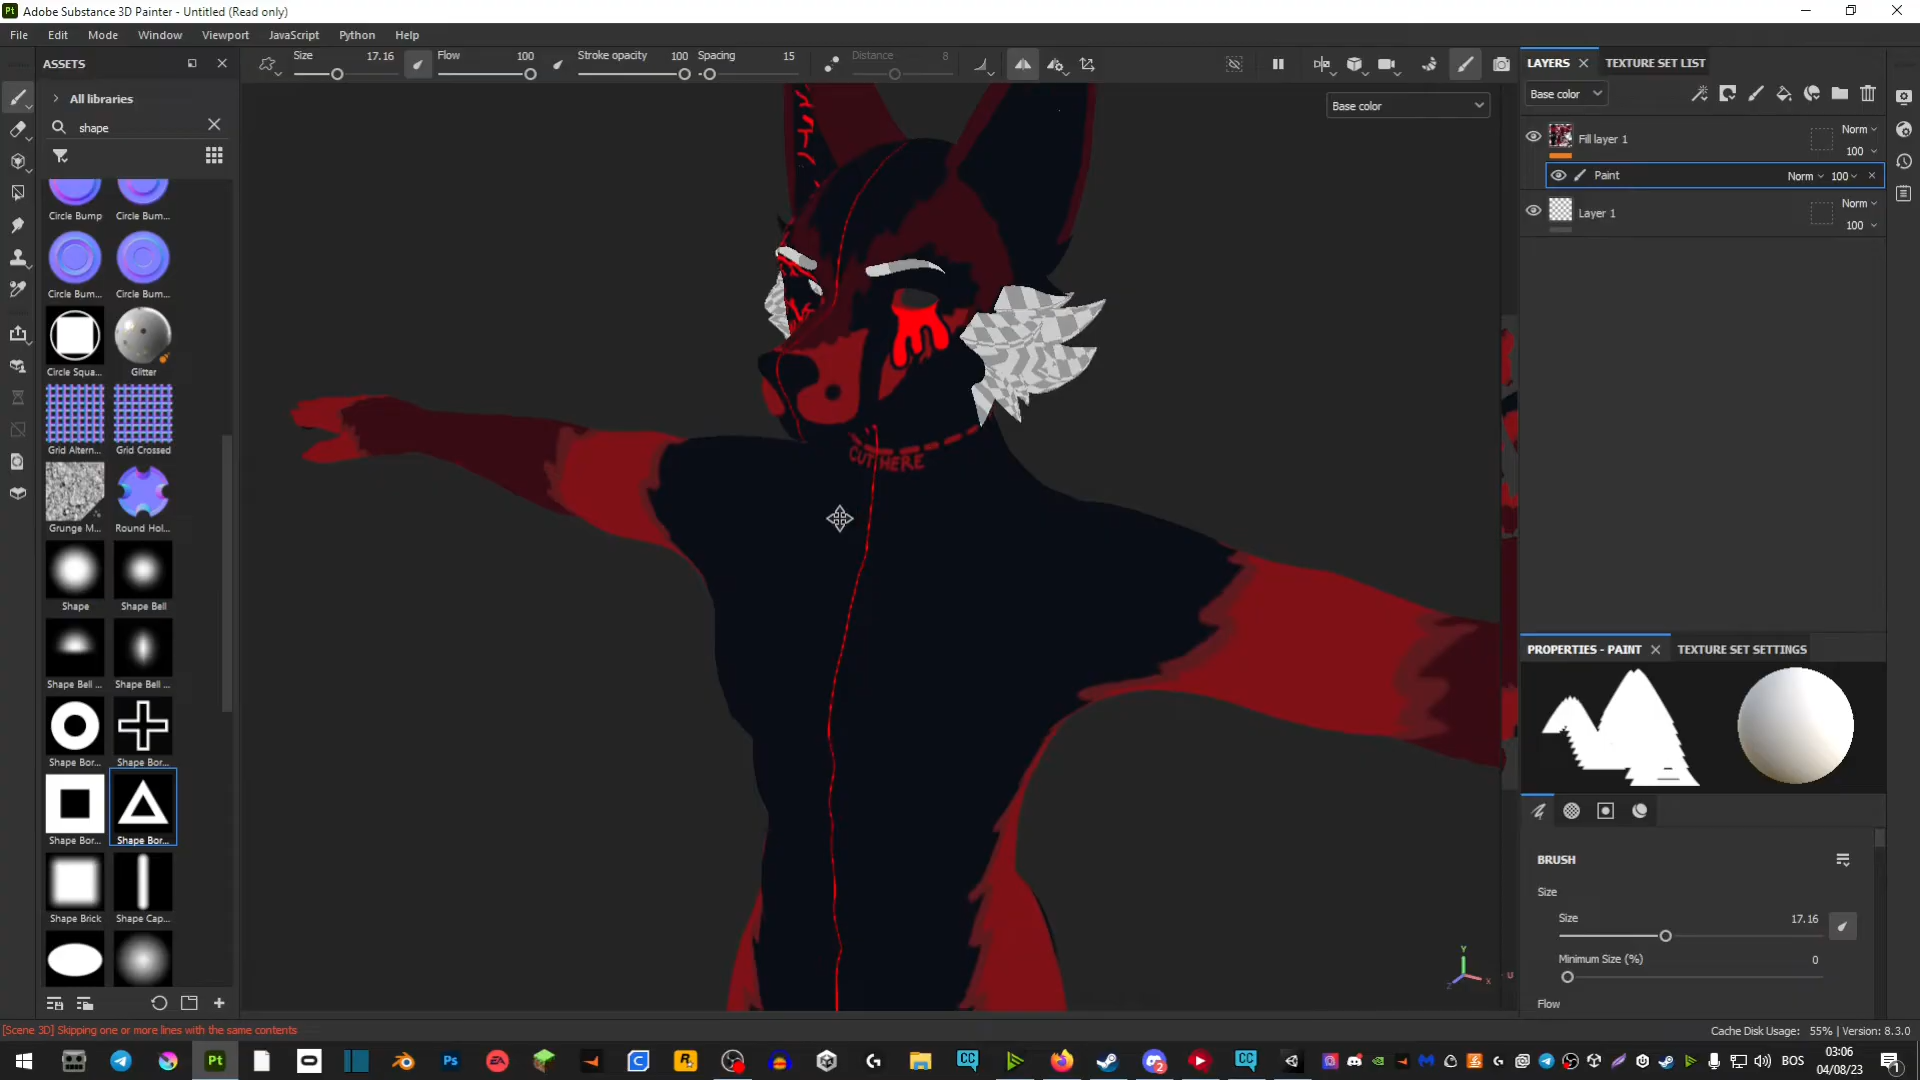 Adobe Substance 3D Painter - Untitled (Read only)
File Edit Mode Window Viewport JavaScript Python Help
ASSETS
Size 17.16
Flow 100
Stroke opacity 100
Spacing 15
Distance 8
LAYERS
TEXTURE SET LIST
All libraries
shape
Base color
Base color
Fill layer 1
Norm
100
Paint
Norm 100
Layer 1
Norm
100
Circle Bump
Circle Bum...
Circle Bum...
Circle Bum...
Circle Squa...
Glitter
Grid Altern...
Grid Crossed
Grunge M...
Round Hol...
Shape
Shape Bell
Shape Bell ...
Shape Bell ...
Shape Bor...
Shape Bor...
Shape Bor...
Shape Bor...
Shape Brick
Shape Cap...
CUT HERE
Y
X
Z
U
PROPERTIES - PAINT
TEXTURE SET SETTINGS
BRUSH
Size
Size
17.16
Minimum Size (%)
0
Flow
[Scene 3D] Skipping one or more lines with the same contents
Cache Disk Usage: 55% | Version: 8.3.0
BOS
03:06
04/08/23